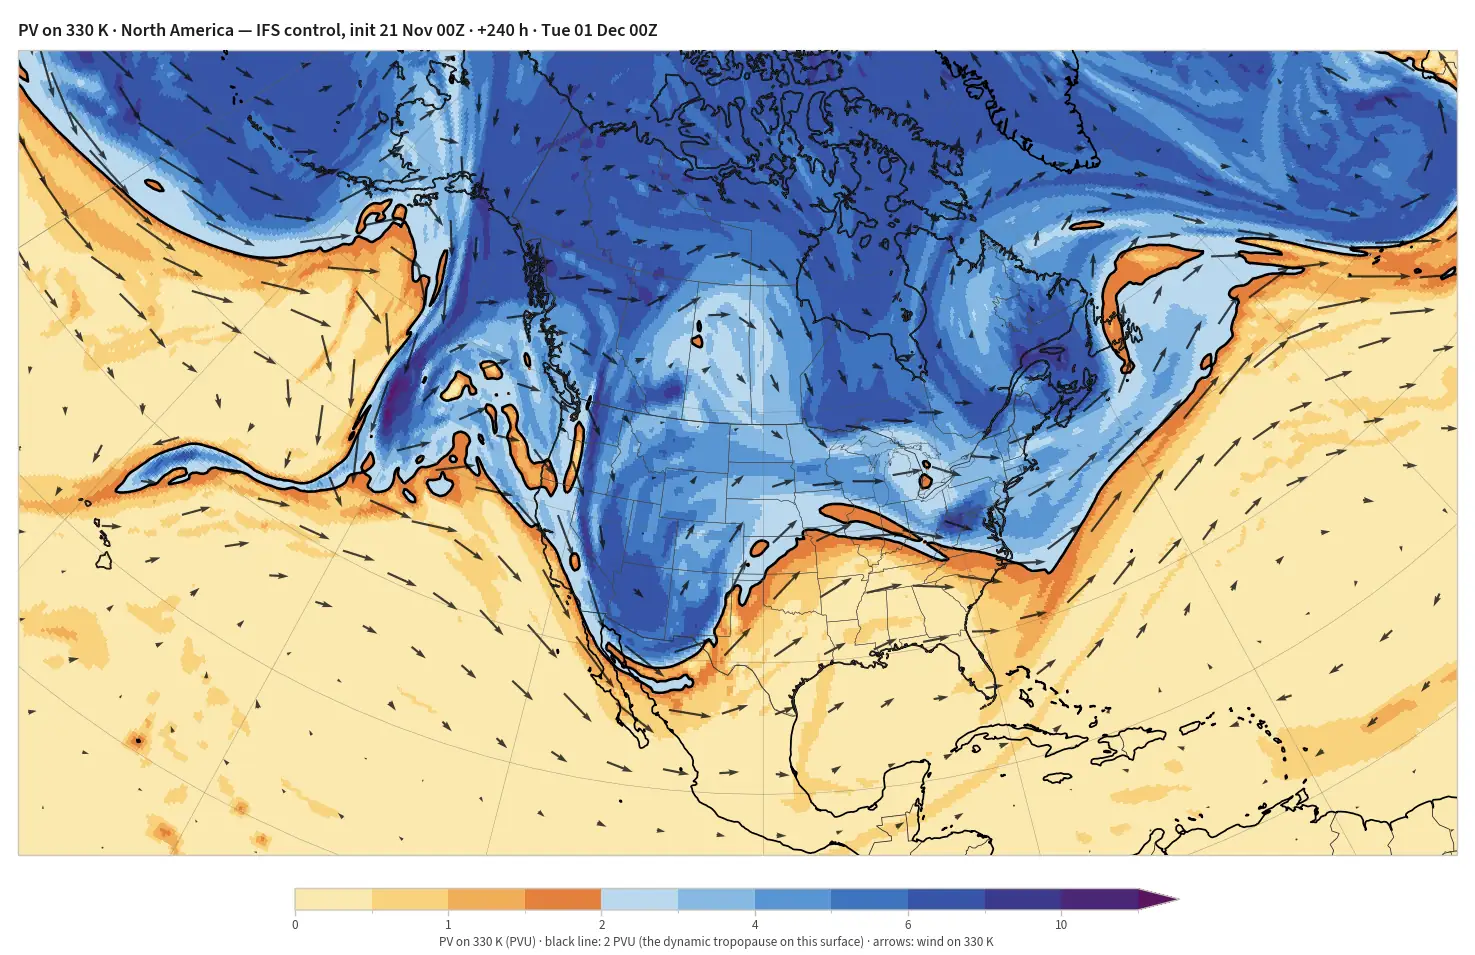 PV on 330 K · North America — IFS control, init 21 Nov 00Z · +240 h · Tue 01 Dec 00Z
0 1 2 4 6 10
PV on 330 K (PVU) · black line: 2 PVU (the dynamic tropopause on this surface) · arrows: wind on 330 K